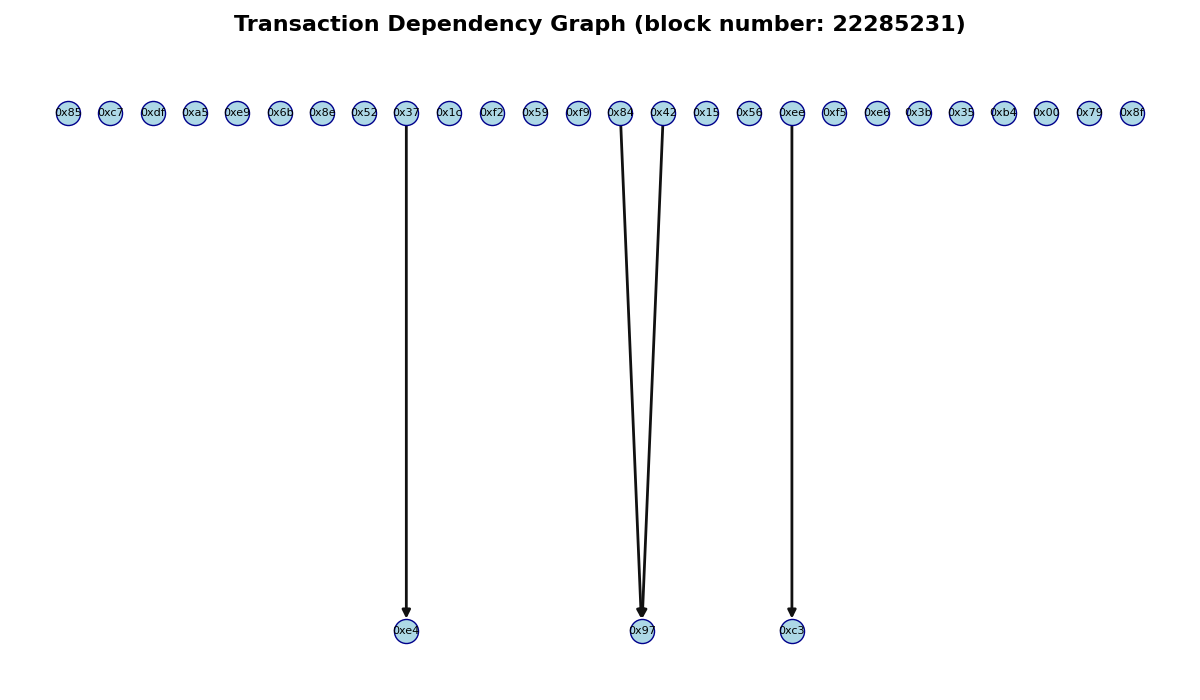 Transaction Dependency Graph (block number: 22285231)
0x85 0xc7 0xdf 0xa5 0xe9 0x6b 0x8e 0x52 0x37 0x1c 0xf2 0x59 0xf9 0x84 0x42 0x15 0x56 0xee 0xf5 0xe6 0x3b 0x35 0xb4 0x00 0x79 0x8f
0xe4 0x97 0xc3